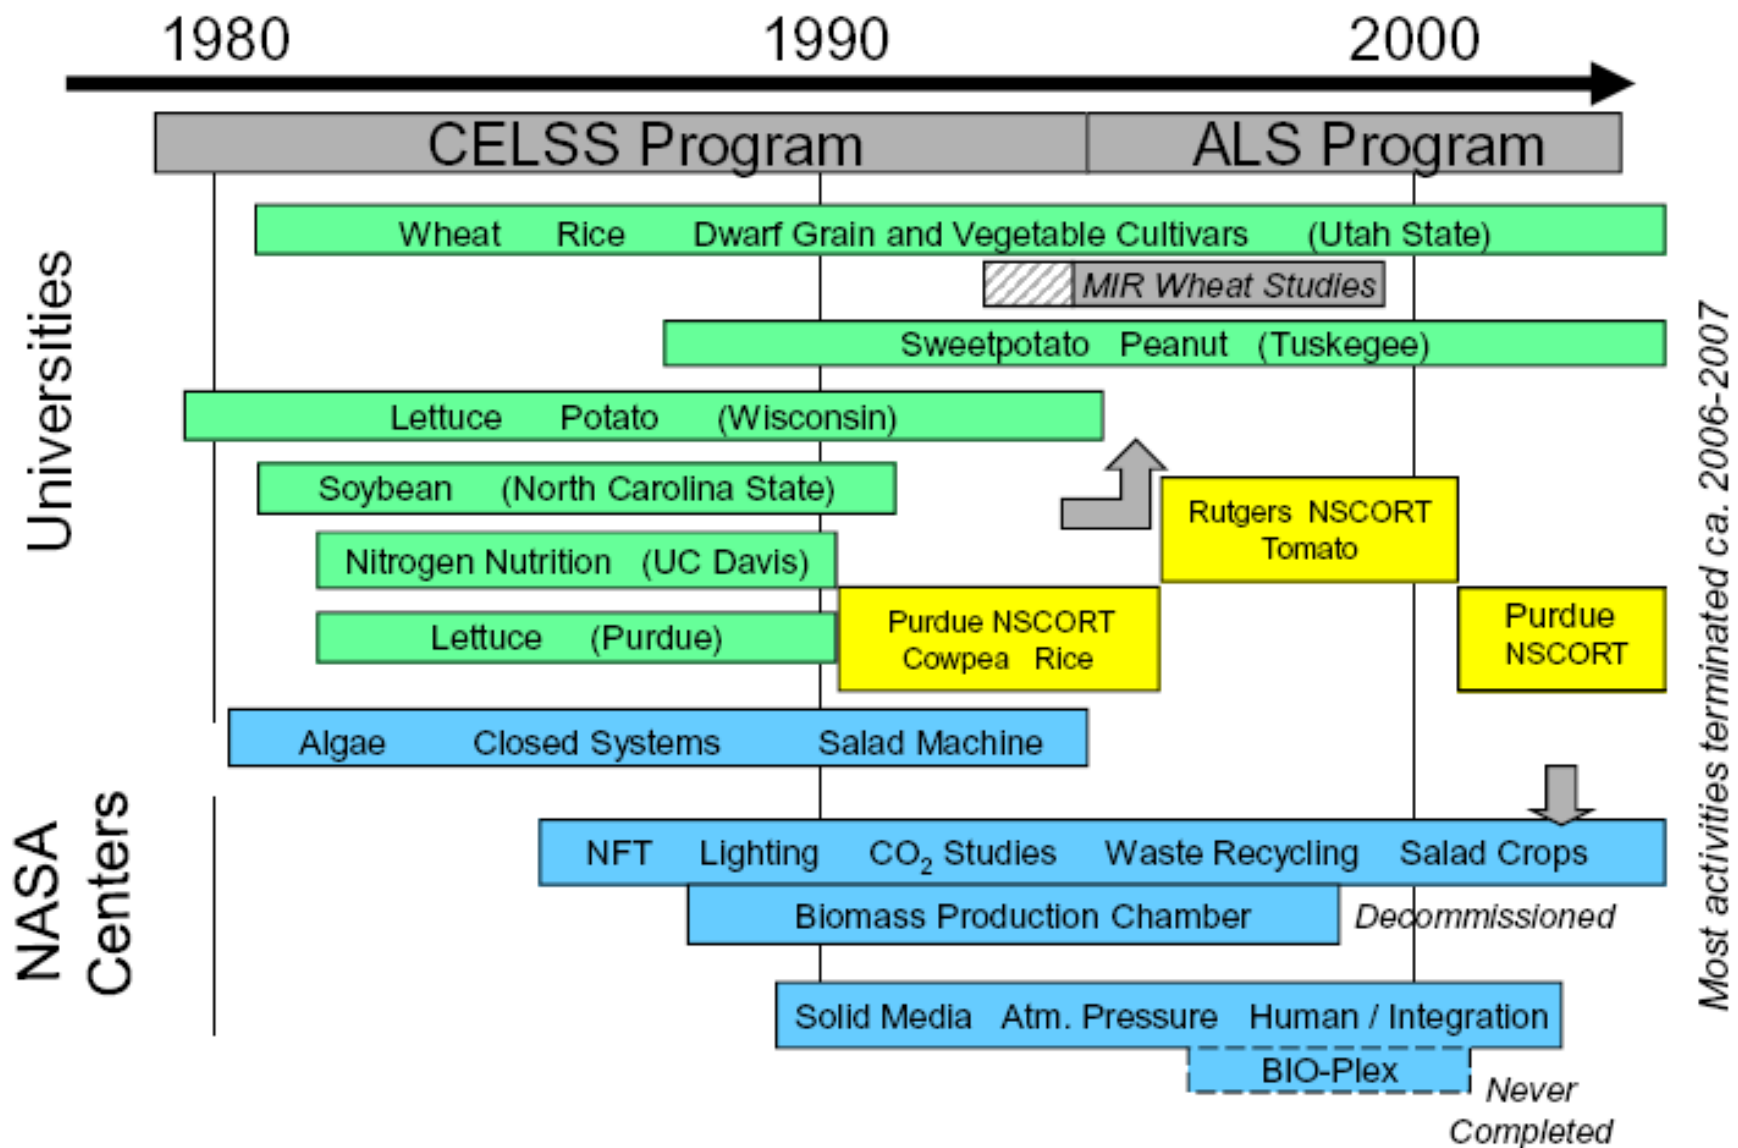 1980 1990 2000
CELSS Program ALS Program
Universities
Wheat Rice Dwarf Grain and Vegetable Cultivars (Utah State)
MIR Wheat Studies
Sweetpotato Peanut (Tuskegee)
Lettuce Potato (Wisconsin)
Soybean (North Carolina State)
Rutgers NSCORT
Tomato
Nitrogen Nutrition (UC Davis)
Lettuce (Purdue)
Purdue NSCORT
Cowpea Rice
Purdue
NSCORT
NASA
Centers
Algae Closed Systems Salad Machine
NFT Lighting CO₂ Studies Waste Recycling Salad Crops
Biomass Production Chamber Decommissioned
Solid Media Atm. Pressure Human / Integration
BIO-Plex
Never
Completed
Most activities terminated ca. 2006-2007